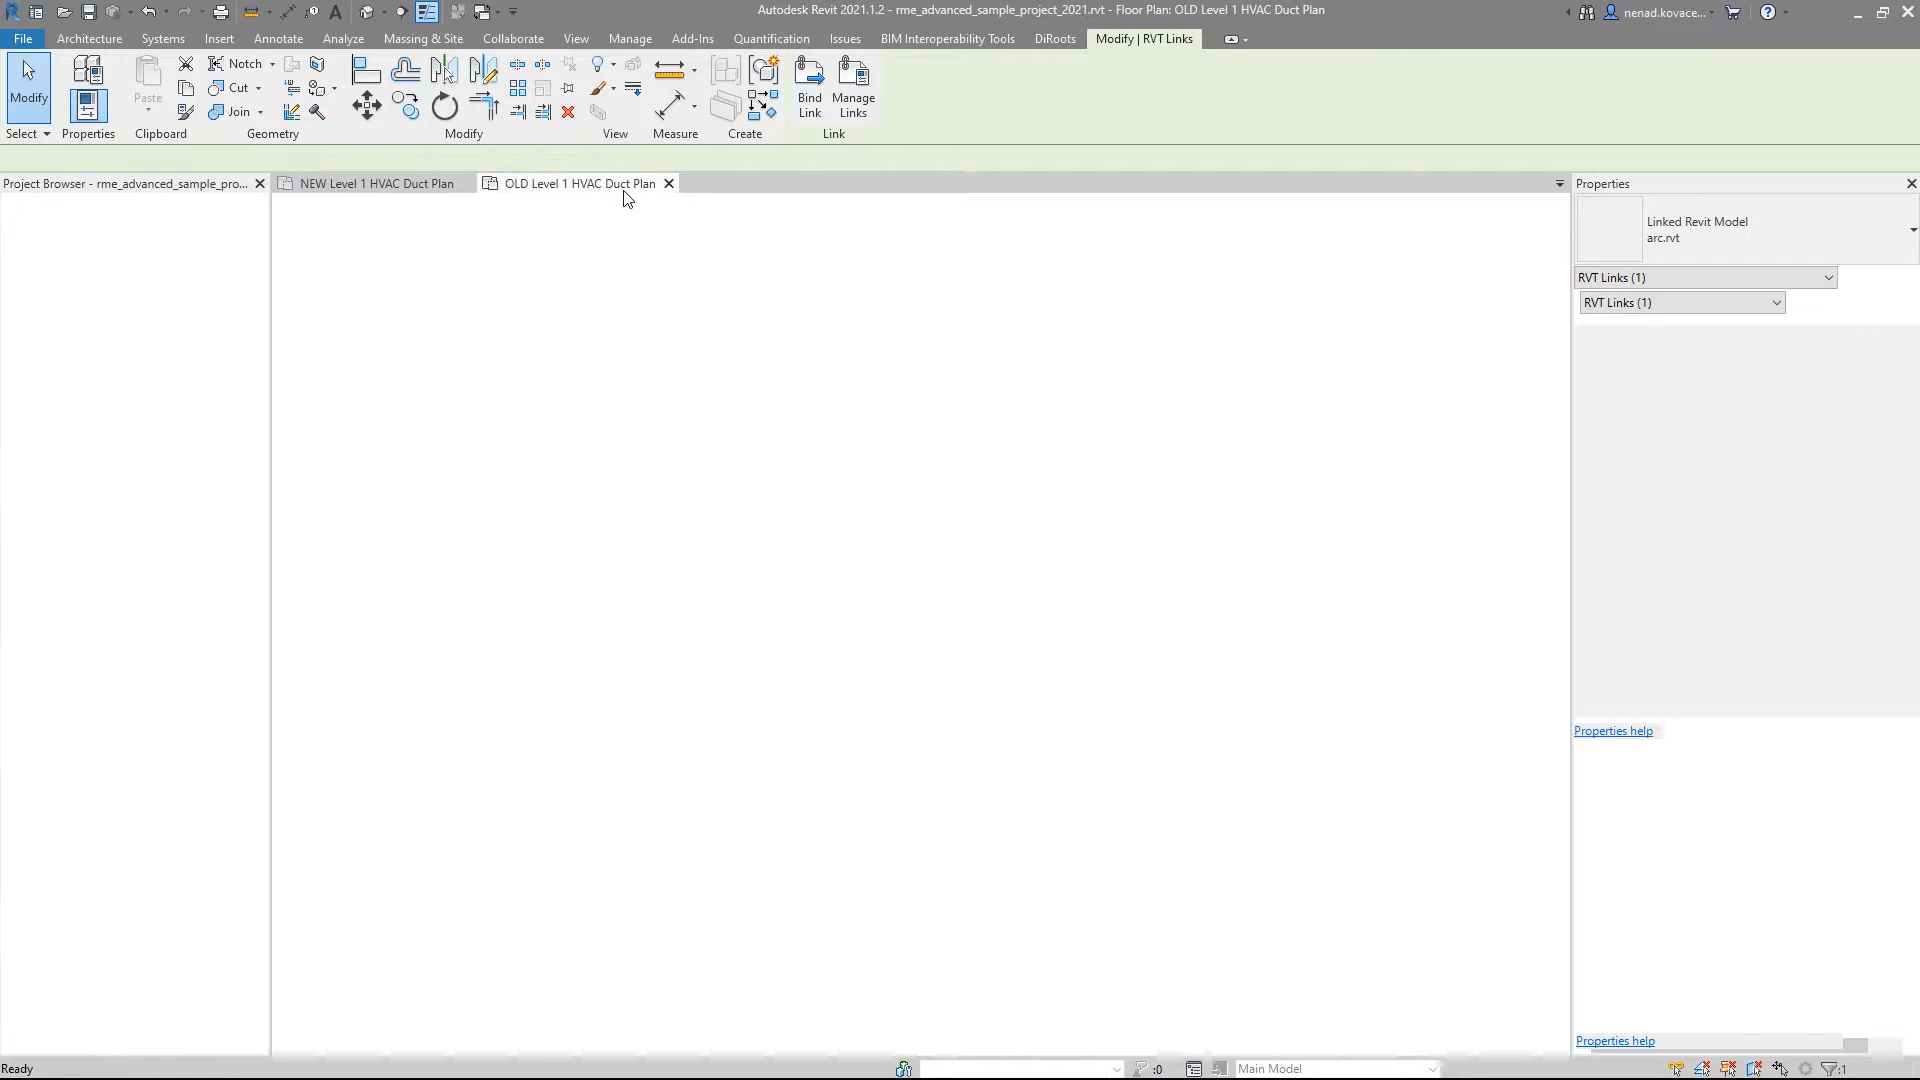 Autodesk Revit 2021.1.2 - rme_advanced_sample_project_2021.rvt - Floor Plan: OLD Level 1 HVAC Duct Plan
nenad.kovace...
File Architecture Systems Insert Annotate Analyze Massing & Site Collaborate View Manage Add-Ins Quantification Issues BIM Interoperability Tools DiRoots Modify | RVT Links
Modify
Paste
Notch
Cut
Join
Bind Link
Manage Links
Select Properties Clipboard Geometry Modify View Measure Create Link
Project Browser - rme_advanced_sample_pro...
NEW Level 1 HVAC Duct Plan
OLD Level 1 HVAC Duct Plan
Properties
Linked Revit Model
arc.rvt
RVT Links (1)
RVT Links (1)
Properties help
Properties help
Ready
:0
Main Model
:1